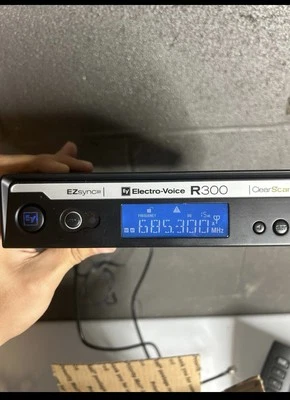 EZsync Electro-Voice R300 ClearScan
685.300 MHz